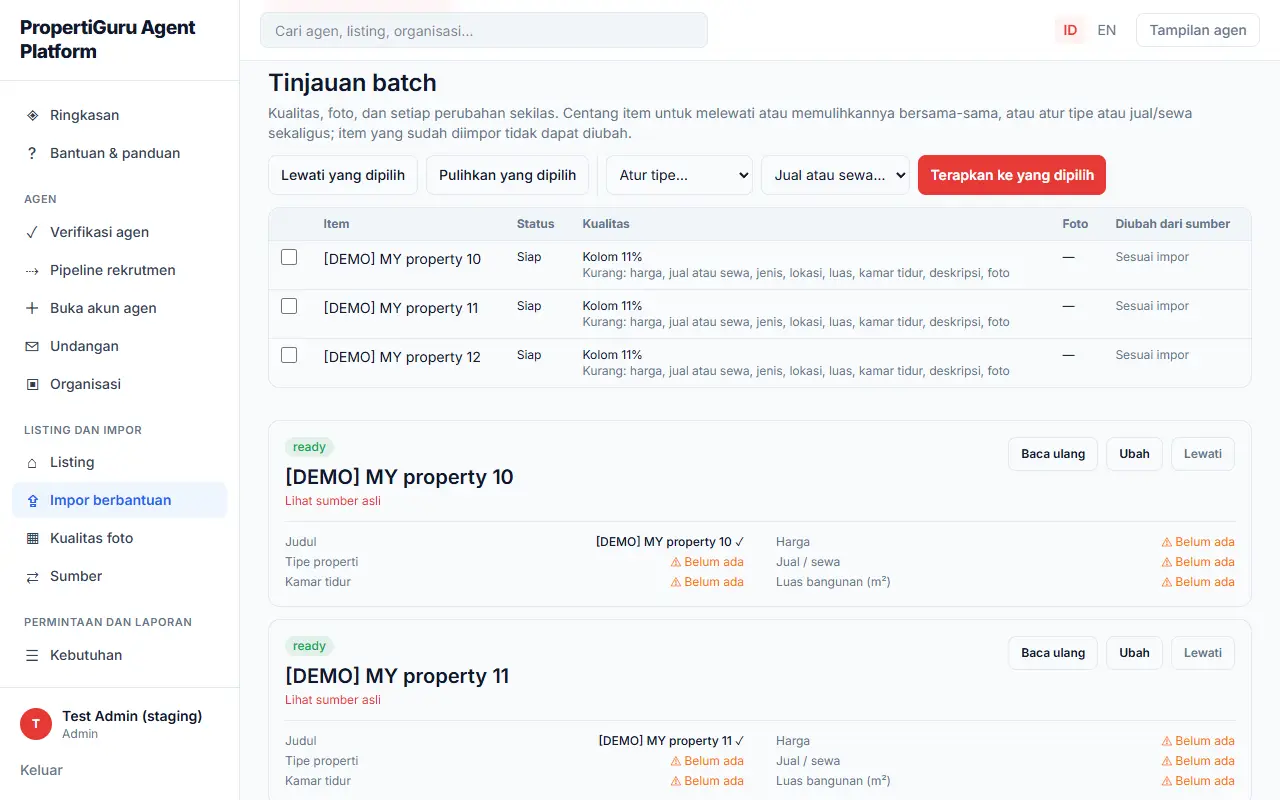 PropertiGuru Agent
Platform
Cari agen, listing, organisasi...
ID
EN
Tampilan agen
Ringkasan
? Bantuan & panduan
AGEN
Verifikasi agen
Pipeline rekrutmen
Buka akun agen
Undangan
Organisasi
LISTING DAN IMPOR
Listing
Impor berbantuan
Kualitas foto
Sumber
PERMINTAAN DAN LAPORAN
Kebutuhan
T
Test Admin (staging)
Admin
Keluar
Tinjauan batch
Kualitas, foto, dan setiap perubahan sekilas. Centang item untuk melewati atau memulihkannya bersama-sama, atau atur tipe atau jual/sewa
sekaligus; item yang sudah diimpor tidak dapat diubah.
Lewati yang dipilih
Pulihkan yang dipilih
Atur tipe...
Jual atau sewa...
Terapkan ke yang dipilih
Item Status Kualitas Foto Diubah dari sumber
[DEMO] MY property 10 Siap Kolom 11% — Sesuai impor
Kurang: harga, jual atau sewa, jenis, lokasi, luas, kamar tidur, deskripsi, foto
[DEMO] MY property 11 Siap Kolom 11% — Sesuai impor
Kurang: harga, jual atau sewa, jenis, lokasi, luas, kamar tidur, deskripsi, foto
[DEMO] MY property 12 Siap Kolom 11% — Sesuai impor
Kurang: harga, jual atau sewa, jenis, lokasi, luas, kamar tidur, deskripsi, foto
ready
[DEMO] MY property 10
Lihat sumber asli
Baca ulang
Ubah
Lewati
Judul [DEMO] MY property 10 ✓ Harga ⚠ Belum ada
Tipe properti ⚠ Belum ada Jual / sewa ⚠ Belum ada
Kamar tidur ⚠ Belum ada Luas bangunan (m²) ⚠ Belum ada
ready
[DEMO] MY property 11
Lihat sumber asli
Baca ulang
Ubah
Lewati
Judul [DEMO] MY property 11 ✓ Harga ⚠ Belum ada
Tipe properti ⚠ Belum ada Jual / sewa ⚠ Belum ada
Kamar tidur ⚠ Belum ada Luas bangunan (m²) ⚠ Belum ada